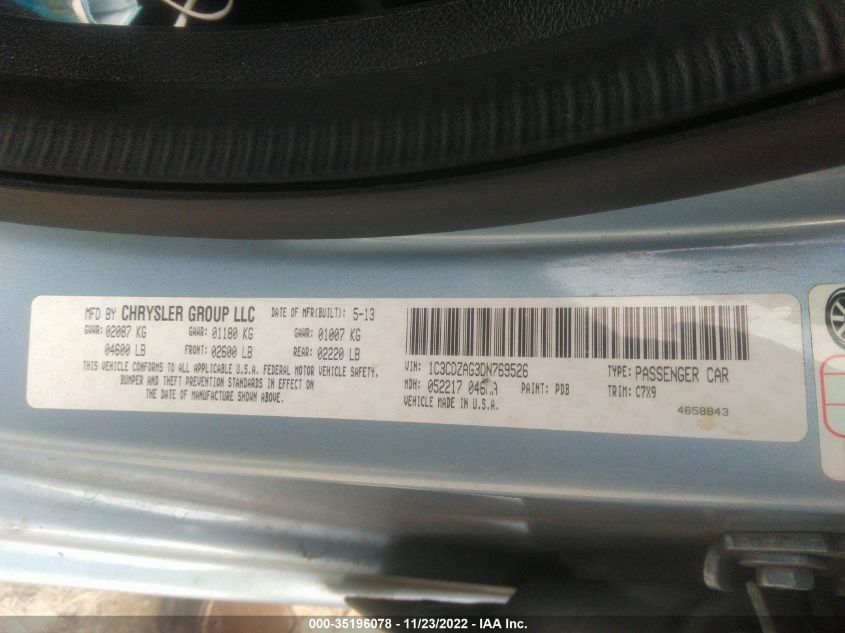 MFD BY CHRYSLER GROUP LLC DATE OF MFR(BUILT): 5-13
GVWR: 02087 KG GAWR: 01180 KG GAWR: 01007 KG
04600 LB FRONT: 02600 LB REAR: 02220 LB
THIS VEHICLE CONFORMS TO ALL APPLICABLE U.S.A. FEDERAL MOTOR VEHICLE SAFETY,
BUMPER AND THEFT PREVENTION STANDARDS IN EFFECT ON
THE DATE OF MANUFACTURE SHOWN ABOVE.
VIN: 1C3CDZAG3DN769526 TYPE: PASSENGER CAR
MDH: 052217 PAINT: PDB TRIM: C7X9
VEHICLE MADE IN U.S.A.
4658843
000-35196078 - 11/23/2022 - IAA Inc.